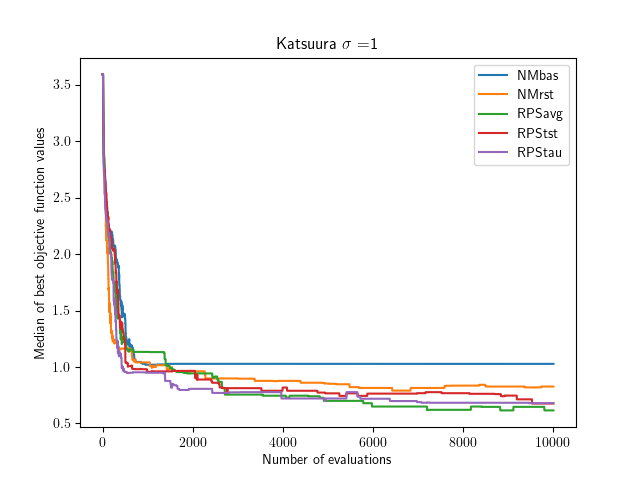 Katsuura σ =1
3.5
3.0
2.5
2.0
1.5
1.0
0.5
Median of best objective function values
NMbas
NMrst
RPSavg
RPStst
RPStau
0
2000
4000
6000
8000
10000
Number of evaluations